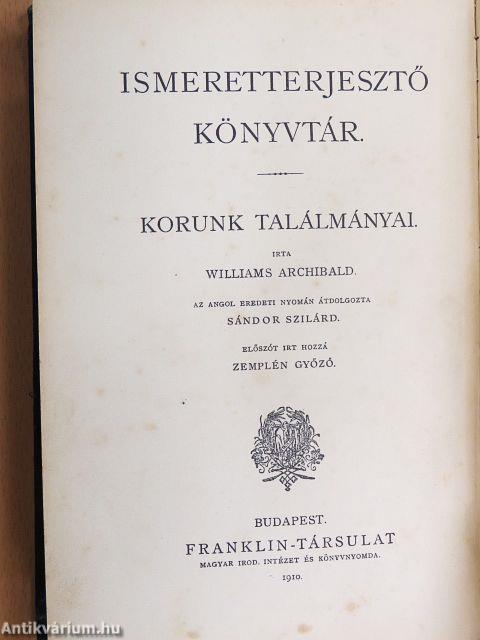 ISMERETTERJESZTŐ
KÖNYVTÁR.
KORUNK TALÁLMÁNYAI.
IRTA
WILLIAMS ARCHIBALD.
AZ ANGOL EREDETI NYOMÁN ÁTDOLGOZTA
SÁNDOR SZILÁRD.
ELŐSZÓT IRT HOZZÁ
ZEMPLÉN GYŐZŐ.
BUDAPEST.
FRANKLIN-TÁRSULAT
MAGYAR IROD. INTÉZET ÉS KÖNYVNYOMDA.
1910.
Antikvárium.hu